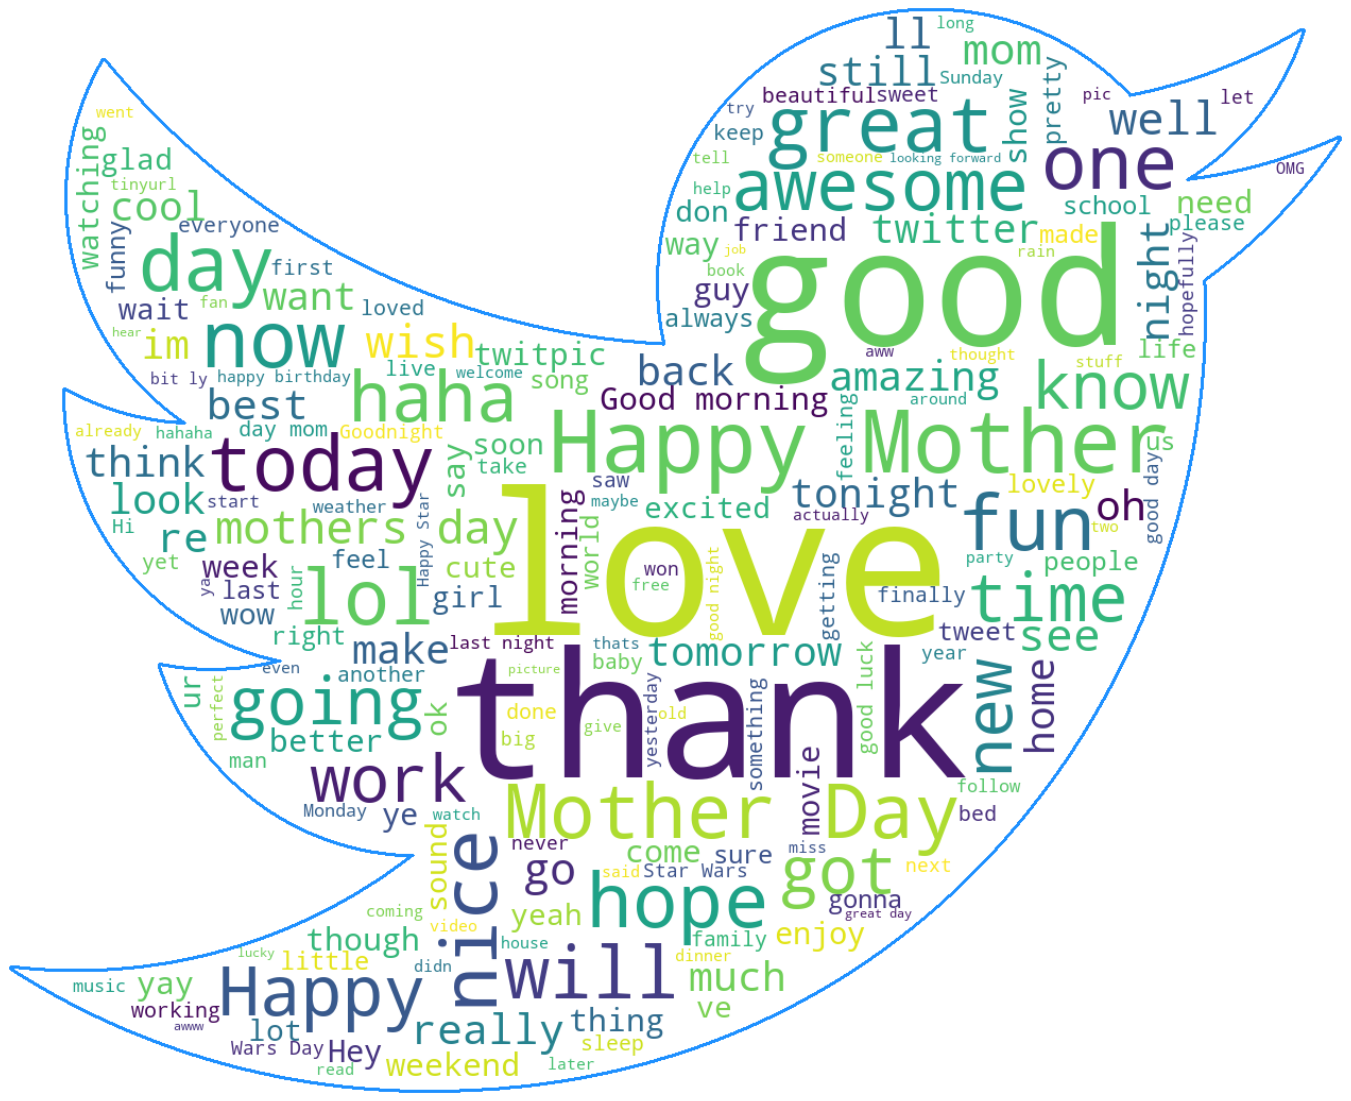 long
ll
mom
still
Sunday
beautiful
sweet
pretty
pic
let
went
try
great
show
well
watching
glad
keep
one
tell
someone
looking forward
OMG
tinyurl
awesome
help
cool
don
school
need
everyone
friend
twitter
made
please
funny
day
way
job
rain
night
hopefully
first
book
good
want
guy
fan
wait
loved
always
hear
now
wish
im
twitpic
aww
thought
life
live
welcome
back
stuff
bit ly
happy birthday
song
amazing
know
haha
best
Good morning
around
already
hahaha
day mom
Goodnight
Happy
Mother
us
feeling
think
today
say
soon
take
saw
tonight
lovely
good day
look
start
weather
maybe
excited
actually
oh
Hi
re
mothers day
Happy Star
love
morning
world
fun
two
yet
week
feel
cute
won
free
good night
party
people
ya
last
hour
lol
girl
getting
finally
time
wow
right
make
last night
thats
tomorrow
tweet
see
even
another
picture
baby
year
ur
perfect
going
ok
thank
yesterday
something
good luck
new
home
better
done
old
big
give
man
work
movie
follow
Monday
ye
watch
Mother Day
bed
nice
never
come
sure
miss
sound
go
said
Star Wars
got
next
hope
gonna
coming
yeah
great day
video
though
house
family
enjoy
lucky
little
didn
dinner
music
yay
Happy
will
much
working
ve
awww
lot
really
thing
Wars Day
Hey
sleep
read
weekend
later